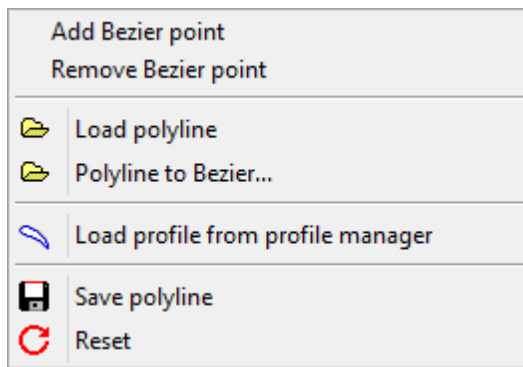 Add Bezier point
Remove Bezier point
Load polyline
Polyline to Bezier...
Load profile from profile manager
Save polyline
Reset